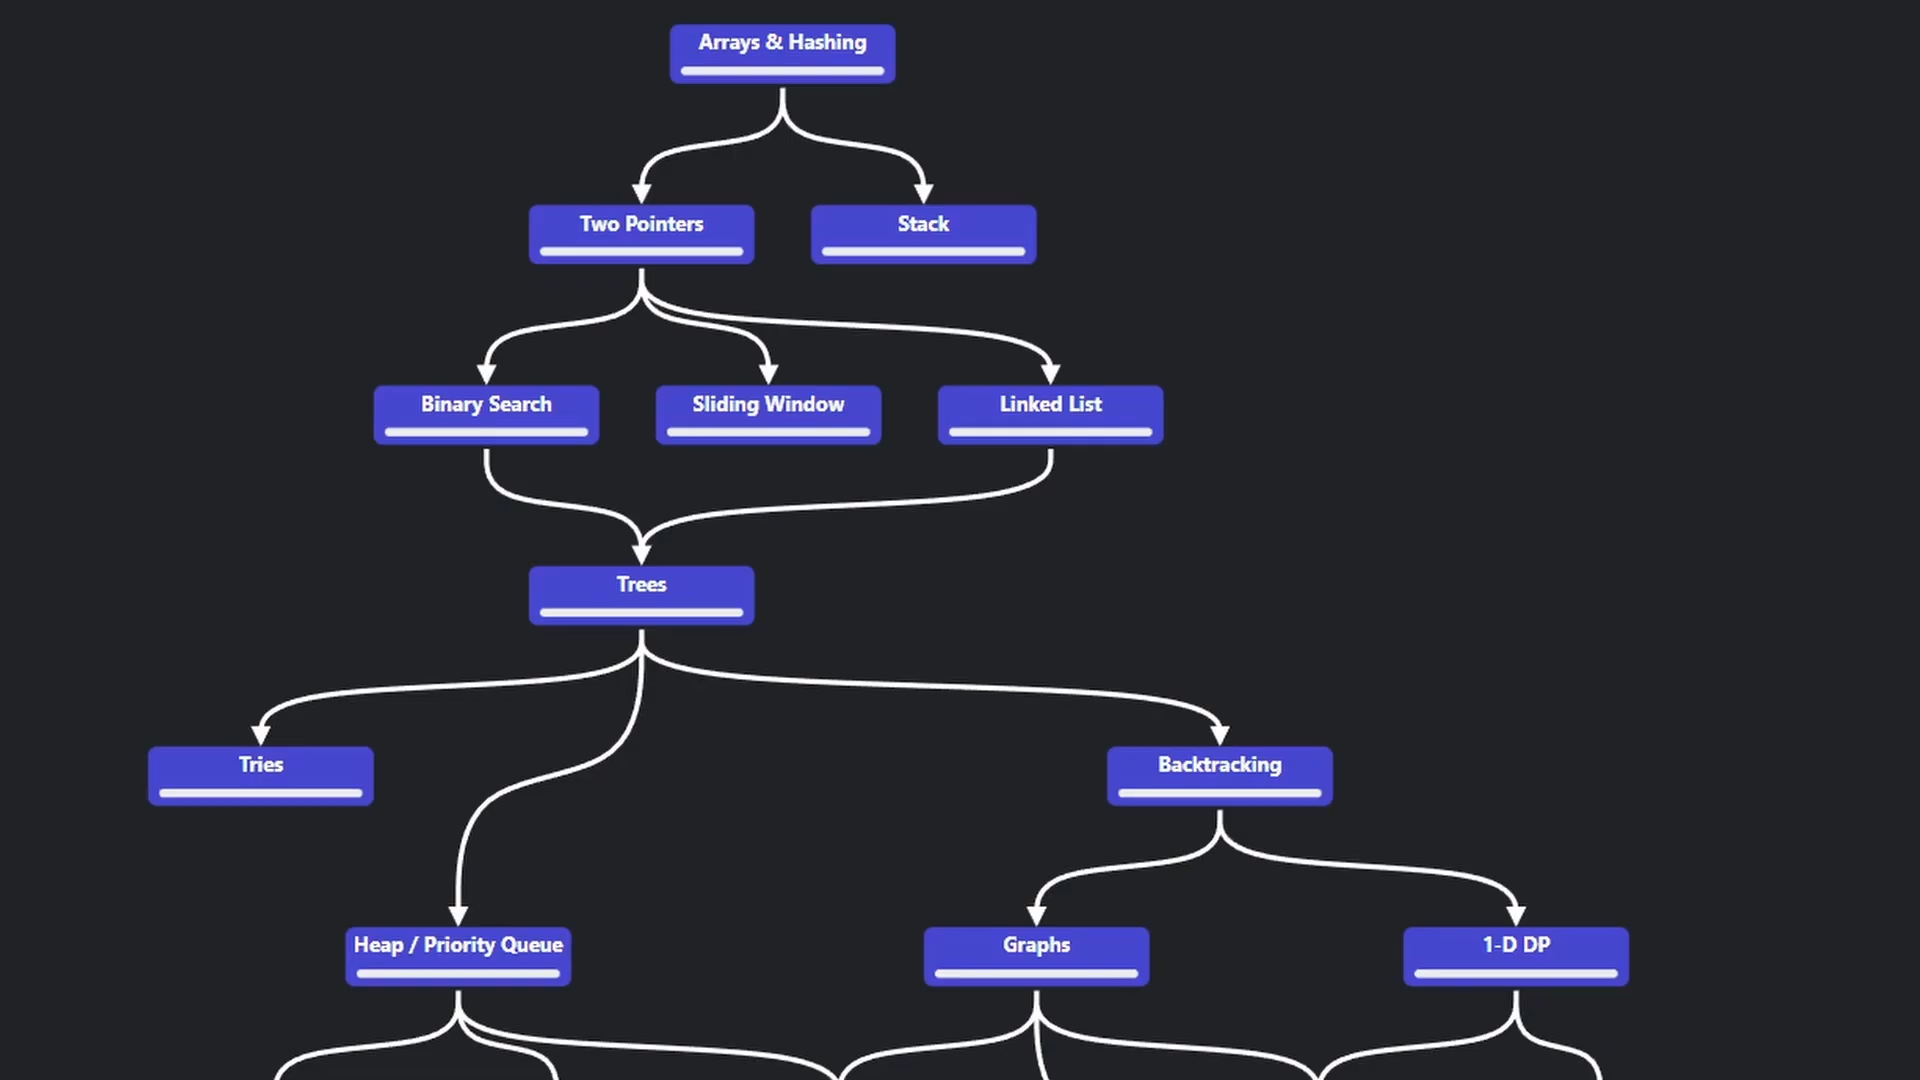 Arrays & Hashing
Two Pointers
Stack
Binary Search
Sliding Window
Linked List
Trees
Tries
Backtracking
Heap / Priority Queue
Graphs
1-D DP